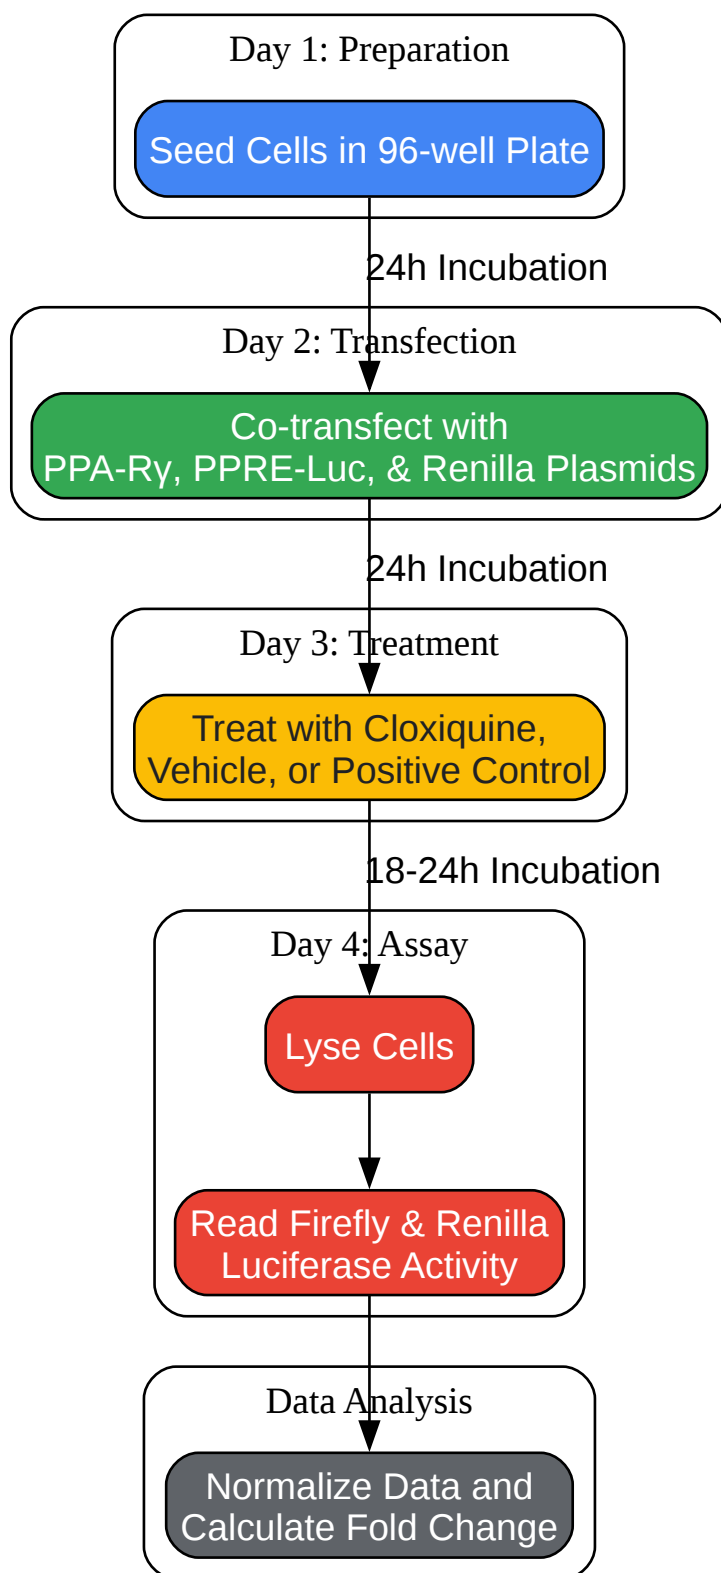 Day 1: Preparation
Seed Cells in 96-well Plate
24h Incubation
Day 2: Transfection
Co-transfect with
PPA-Rγ, PPRE-Luc, & Renilla Plasmids
24h Incubation
Day 3: Treatment
Treat with Cloxiquine,
Vehicle, or Positive Control
18-24h Incubation
Day 4: Assay
Lyse Cells
Read Firefly & Renilla
Luciferase Activity
Data Analysis
Normalize Data and
Calculate Fold Change